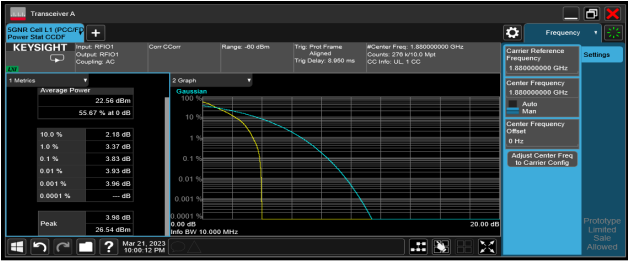 Transceiver A
5GNR Cell L1 (PCC/FD
Power Stat CCDF
Frequency
KEYSIGHT
Input: RFIO1
Output: RFIO1
Coupling: AC
Corr CCorr
Range: -60 dBm
Trig: Prot Frame
Aligned
Trig Delay: 8.950 ms
#Center Freq: 1.880000000 GHz
Counts: 276 k/10.0 Mpt
CC Info: UL, 1 CC
1 Metrics
Average Power
22.56 dBm
55.67 % at 0 dB
10.0 % 2.18 dB
1.0 % 3.37 dB
0.1 % 3.83 dB
0.01 % 3.93 dB
0.001 % 3.96 dB
0.0001 % --- dB
Peak
3.98 dB
26.54 dBm
2 Graph
Gaussian
100 %
10 %
1 %
0.1 %
0.01 %
0.001 %
0.0001 %
0.00 dB 20.00 dB
Info BW 10.000 MHz
Carrier Reference
Frequency
1.880000000 GHz
Center Frequency
1.880000000 GHz
Auto
Man
Center Frequency
Offset
0 Hz
Adjust Center Freq
to Carrier Config
Settings
Prototype
Limited
Sale
Allowed
Mar 21, 2023
10:00:12 PM